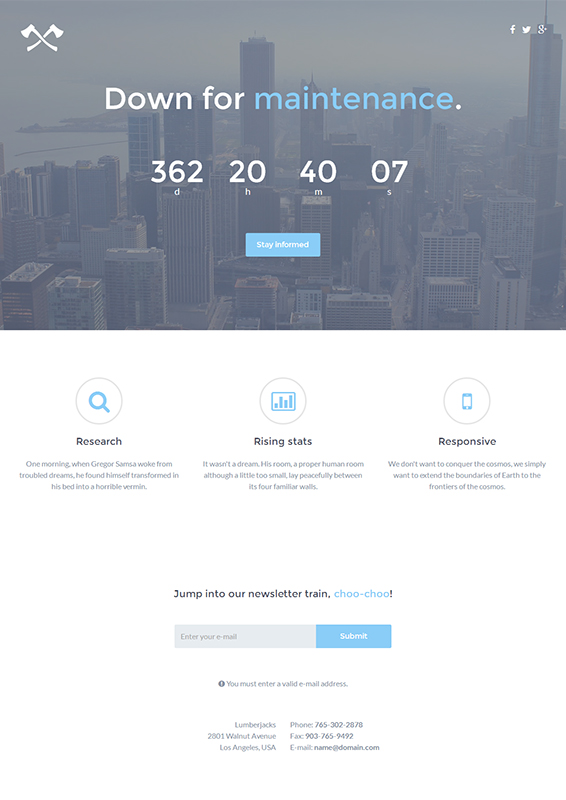 Down for maintenance.
362 20 40 07
d h m s
Stay informed
Research
One morning, when Gregor Samsa woke from
troubled dreams, he found himself transformed in
his bed into a horrible vermin.
Rising stats
It wasn't a dream. His room, a proper human room
although a little too small, lay peacefully between
its four familiar walls.
Responsive
We don't want to conquer the cosmos, we simply
want to extend the boundaries of Earth to the
frontiers of the cosmos.
Jump into our newsletter train, choo-choo!
Enter your e-mail
Submit
You must enter a valid e-mail address.
Lumberjacks
2801 Walnut Avenue
Los Angeles, USA
Phone: 765-302-2878
Fax: 903-765-9492
E-mail: name@domain.com